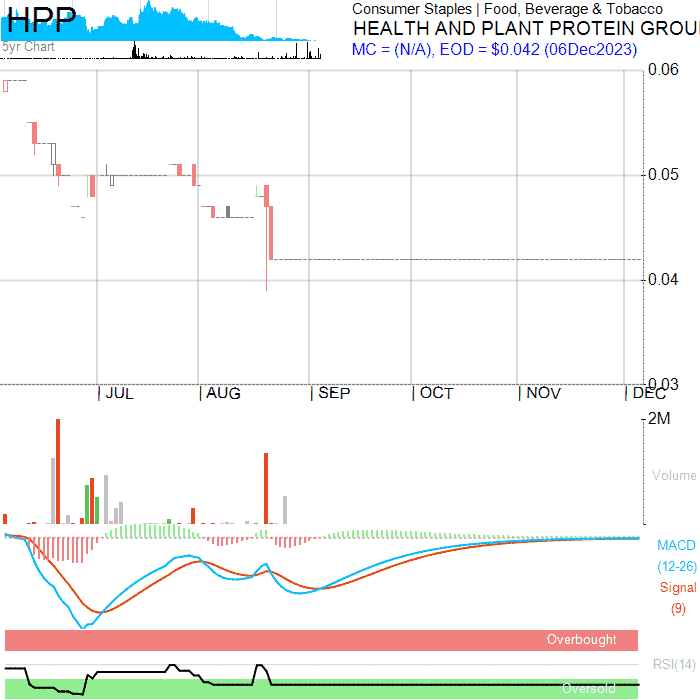 HPP
5yr Chart
Consumer Staples | Food, Beverage & Tobacco
HEALTH AND PLANT PROTEIN GROU
MC = (N/A), EOD = $0.042 (06Dec2023)
0.06
0.05
0.04
0.03
| JUL | AUG | SEP | OCT | NOV | DEC
2M
Volume
MACD
(12-26)
Signal
(9)
Overbought
RSI(14)
Oversold